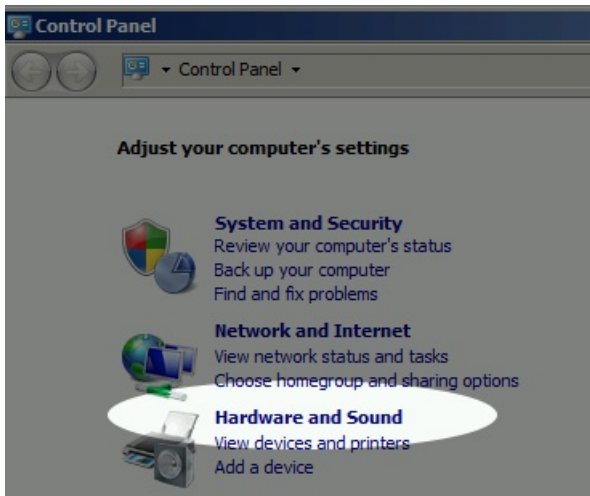 Control Panel
Control Panel
Adjust your computer's settings
System and Security
Review your computer's status
Back up your computer
Find and fix problems
Network and Internet
View network status and tasks
Choose homegroup and sharing options
Hardware and Sound
View devices and printers
Add a device